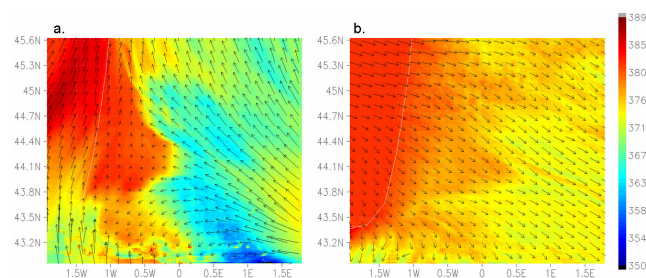 a.
b.
45.6N
45.3N
45N
44.7N
44.4N
44.1N
43.8N
43.5N
43.2N
1.5W 1W 0.5W 0 0.5E 1E 1.5E
45.6N
45.3N
45N
44.7N
44.4N
44.1N
43.8N
43.5N
43.2N
1.5W 1W 0.5W 0 0.5E 1E 1.5E
389
385
380
376
371
367
363
358
354
350